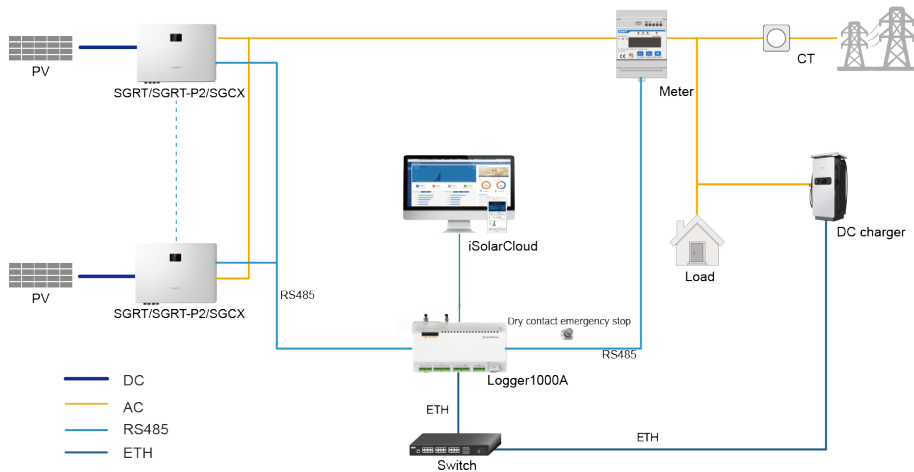 PV
SGRT/SGRT-P2/SGCX
Meter
CT
iSolarCloud
DC charger
Load
PV
SGRT/SGRT-P2/SGCX
RS485
Dry contact emergency stop
RS485
Logger1000A
ETH
ETH
Switch
DC
AC
RS485
ETH